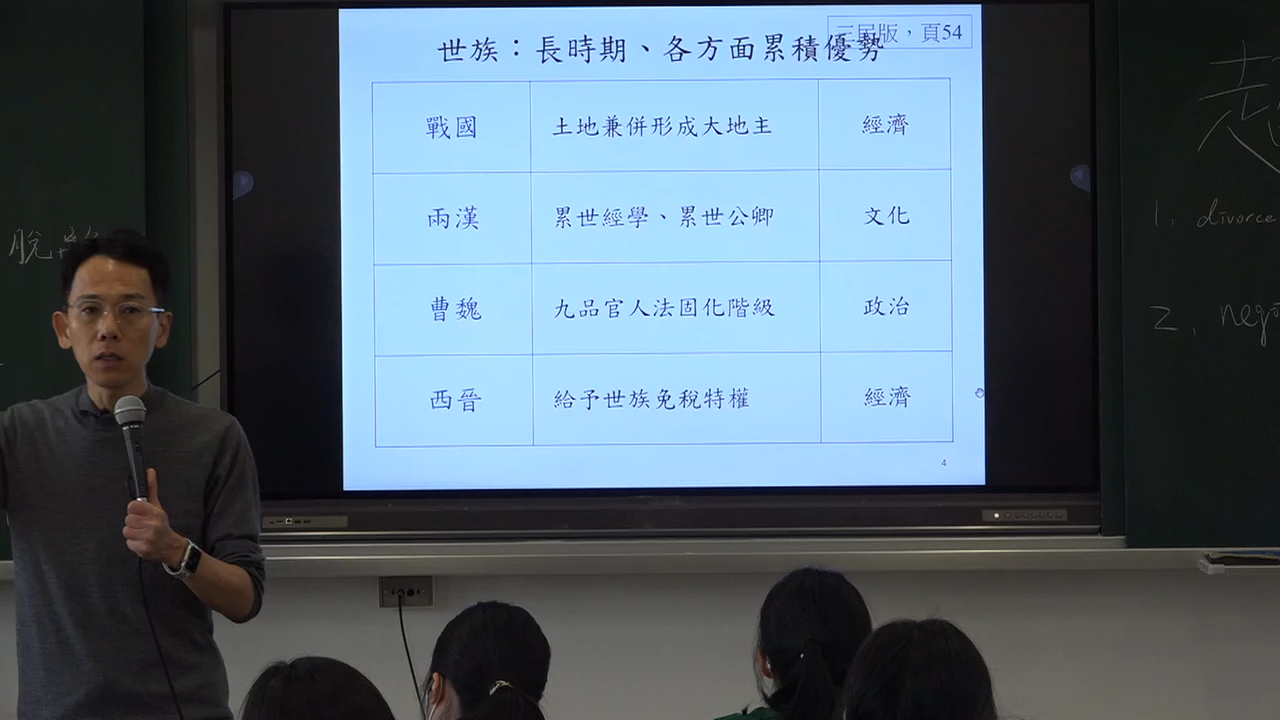 三民版，頁54
世族：長時期、各方面累積優勢
戰國 土地兼併形成大地主 經濟
兩漢 累世經學、累世公卿 文化
曹魏 九品官人法固化階級 政治
西晉 給予世族免稅特權 經濟
4
脫
1. divorce
2. neg